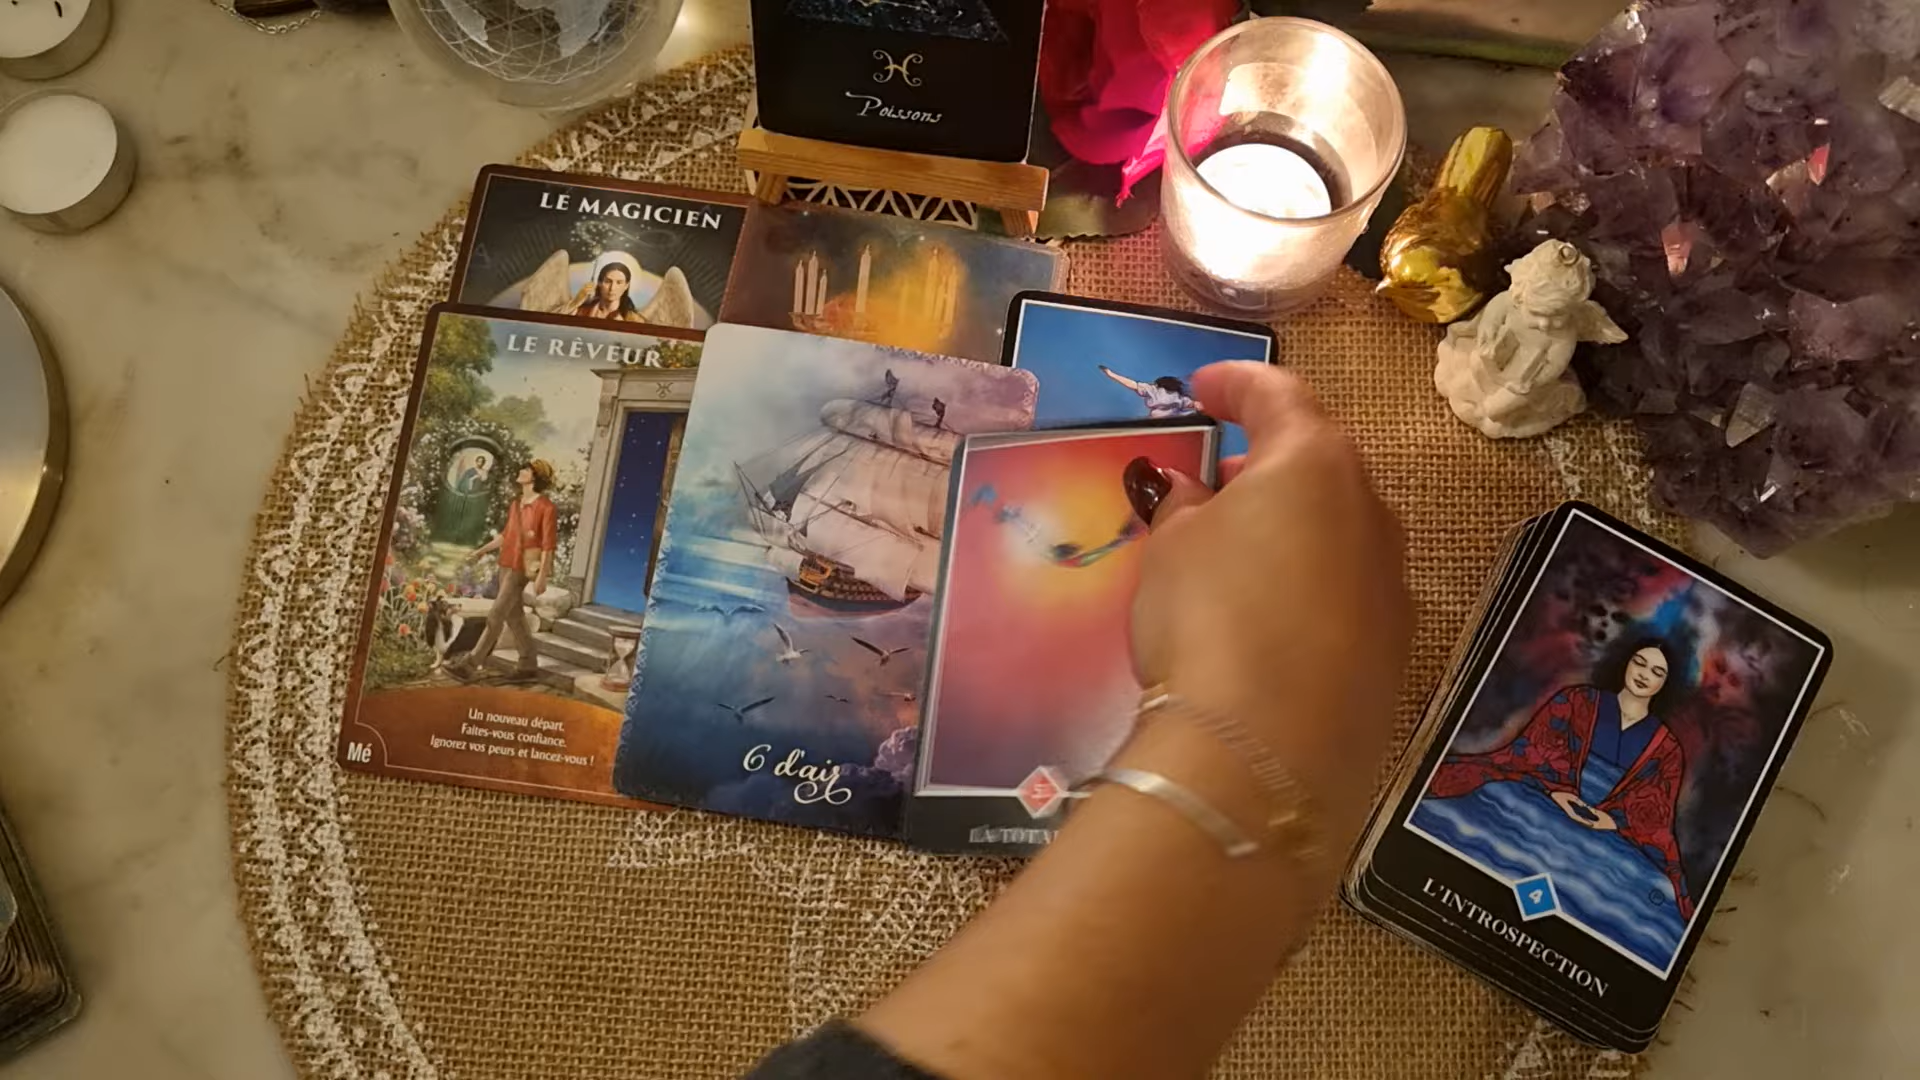 Poissons
LE MAGICIEN
LE RÊVEUR
Un nouveau départ.
Faites-vous confiance.
Ignorez vos peurs et lancez-vous !
Mé
6 d'air
5
4
L'INTROSPECTION